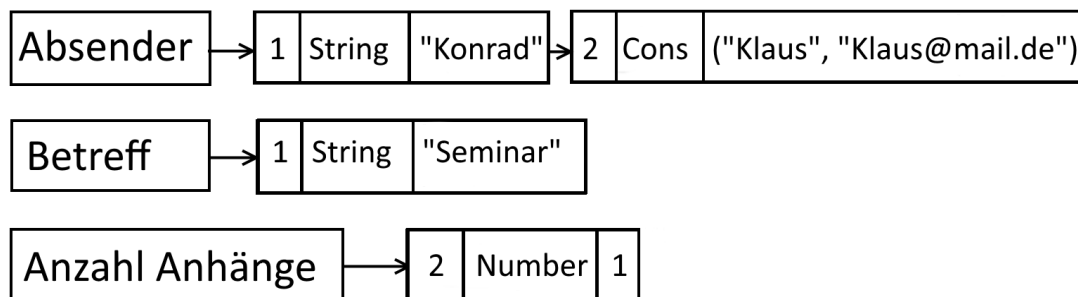 Absender 1 String "Konrad" 2 Cons ("Klaus", "Klaus@mail.de")
Betreff 1 String "Seminar"
Anzahl Anhänge 2 Number 1